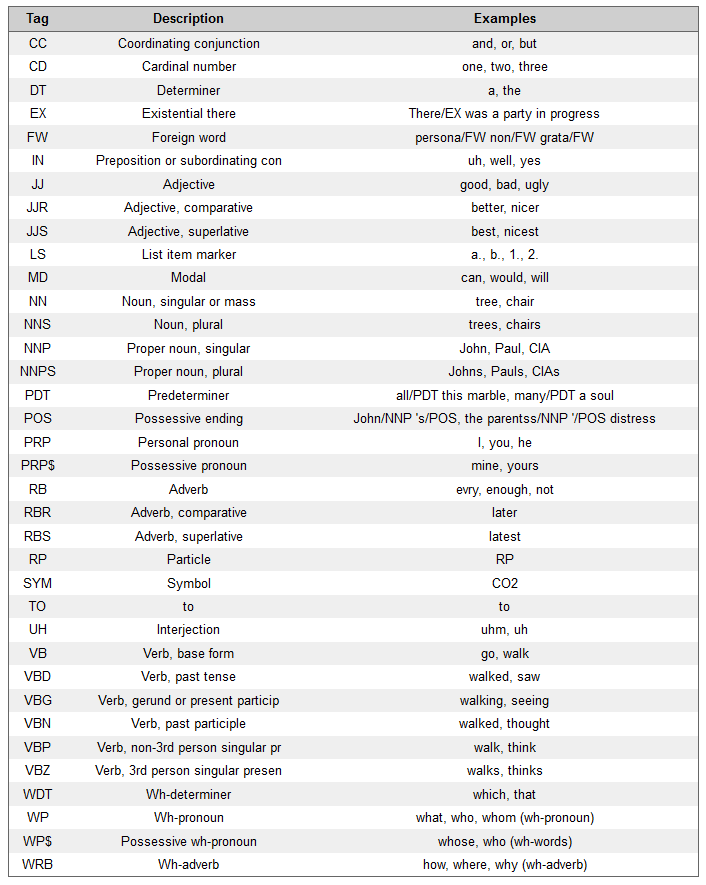 Tag Description Examples
CC Coordinating conjunction and, or, but
CD Cardinal number one, two, three
DT Determiner a, the
EX Existential there There/EX was a party in progress
FW Foreign word persona/FW non/FW grata/FW
IN Preposition or subordinating con uh, well, yes
JJ Adjective good, bad, ugly
JJR Adjective, comparative better, nicer
JJS Adjective, superlative best, nicest
LS List item marker a., b., 1., 2.
MD Modal can, would, will
NN Noun, singular or mass tree, chair
NNS Noun, plural trees, chairs
NNP Proper noun, singular John, Paul, CIA
NNPS Proper noun, plural Johns, Pauls, CIAs
PDT Predeterminer all/PDT this marble, many/PDT a soul
POS Possessive ending John/NNP 's/POS, the parentss/NNP '/POS distress
PRP Personal pronoun I, you, he
PRP$ Possessive pronoun mine, yours
RB Adverb evry, enough, not
RBR Adverb, comparative later
RBS Adverb, superlative latest
RP Particle RP
SYM Symbol CO2
TO to to
UH Interjection uhm, uh
VB Verb, base form go, walk
VBD Verb, past tense walked, saw
VBG Verb, gerund or present particip walking, seeing
VBN Verb, past participle walked, thought
VBP Verb, non-3rd person singular pr walk, think
VBZ Verb, 3rd person singular presen walks, thinks
WDT Wh-determiner which, that
WP Wh-pronoun what, who, whom (wh-pronoun)
WP$ Possessive wh-pronoun whose, who (wh-words)
WRB Wh-adverb how, where, why (wh-adverb)